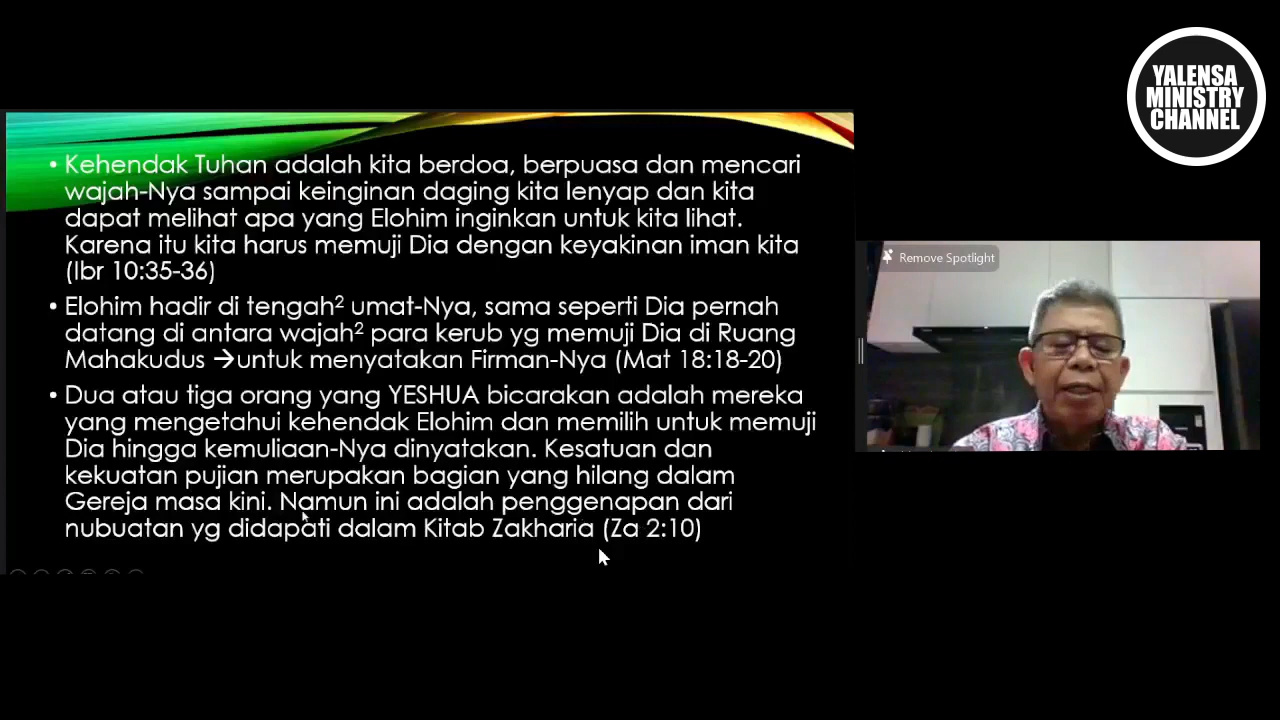 • Kehendak Tuhan adalah kita berdoa, berpuasa dan mencari
wajah-Nya sampai keinginan daging kita lenyap dan kita
dapat melihat apa yang Elohim inginkan untuk kita lihat.
Karena itu kita harus memuji Dia dengan keyakinan iman kita
(Ibr 10:35-36)
• Elohim hadir di tengah² umat-Nya, sama seperti Dia pernah
datang di antara wajah² para kerub yg memuji Dia di Ruang
Mahakudus →untuk menyatakan Firman-Nya (Mat 18:18-20)
• Dua atau tiga orang yang YESHUA bicarakan adalah mereka
yang mengetahui kehendak Elohim dan memilih untuk memuji
Dia hingga kemuliaan-Nya dinyatakan. Kesatuan dan
kekuatan pujian merupakan bagian yang hilang dalam
Gereja masa kini. Namun ini adalah penggenapan dari
nubuatan yg didapati dalam Kitab Zakharia (Za 2:10)
YALENSA
MINISTRY
CHANNEL
Remove Spotlight